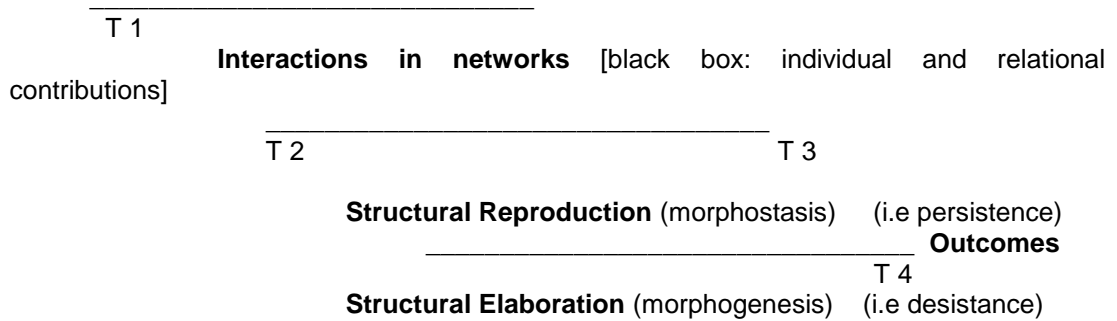 T 1
Interactions in networks [black box: individual and relational
contributions]
T 2 T 3
Structural Reproduction (morphostasis) (i.e persistence)
Outcomes
T 4
Structural Elaboration (morphogenesis) (i.e desistance)